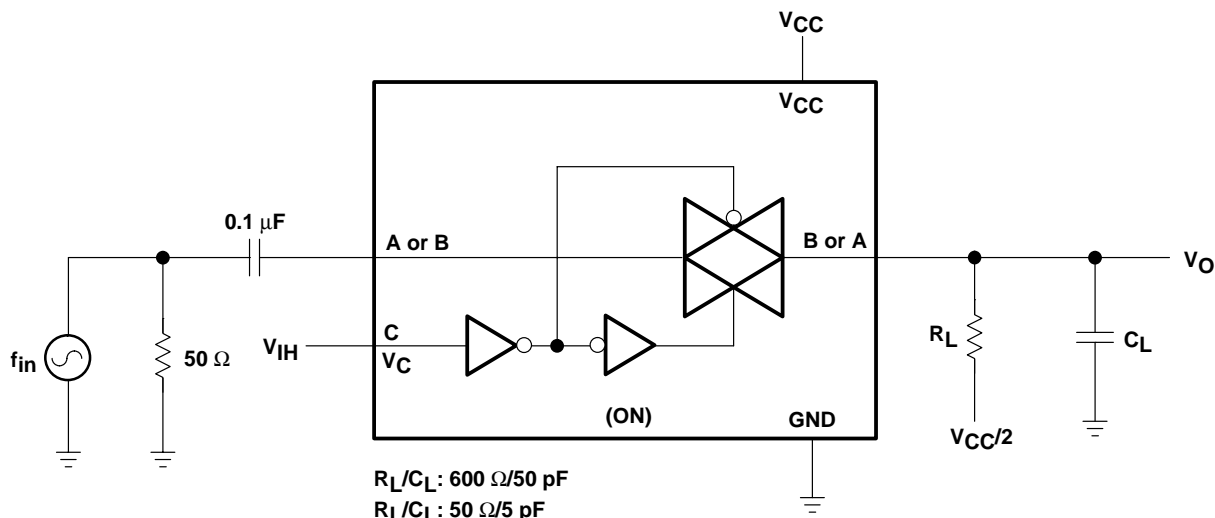 VCC
VCC
0.1 μF
A or B
B or A
VO
fin
50 Ω
VIH
C
VC
RL
CL
(ON)
GND
VCC/2
RL/CL: 600 Ω/50 pF
RL/CL: 50 Ω/5 pF